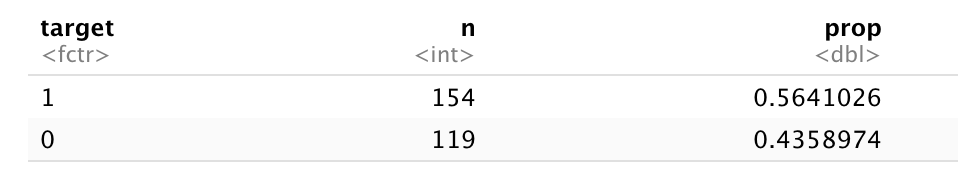 target n prop
<fctr> <int> <dbl>
1 154 0.5641026
0 119 0.4358974